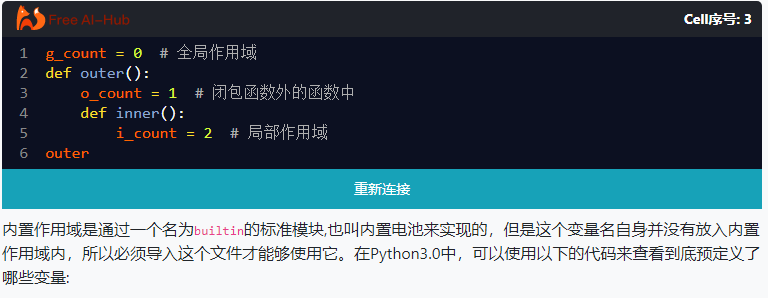 Free AI-Hub
Cell序号: 3
1 g_count = 0  # 全局作用域
2 def outer():
3     o_count = 1  # 闭包函数外的函数中
4     def inner():
5         i_count = 2  # 局部作用域
6 outer
重新连接
内置作用域是通过一个名为builtin的标准模块,也叫内置电池来实现的，但是这个变量名自身并没有放入内置
作用域内，所以必须导入这个文件才能够使用它。在Python3.0中，可以使用以下的代码来查看到底预定义了
哪些变量: